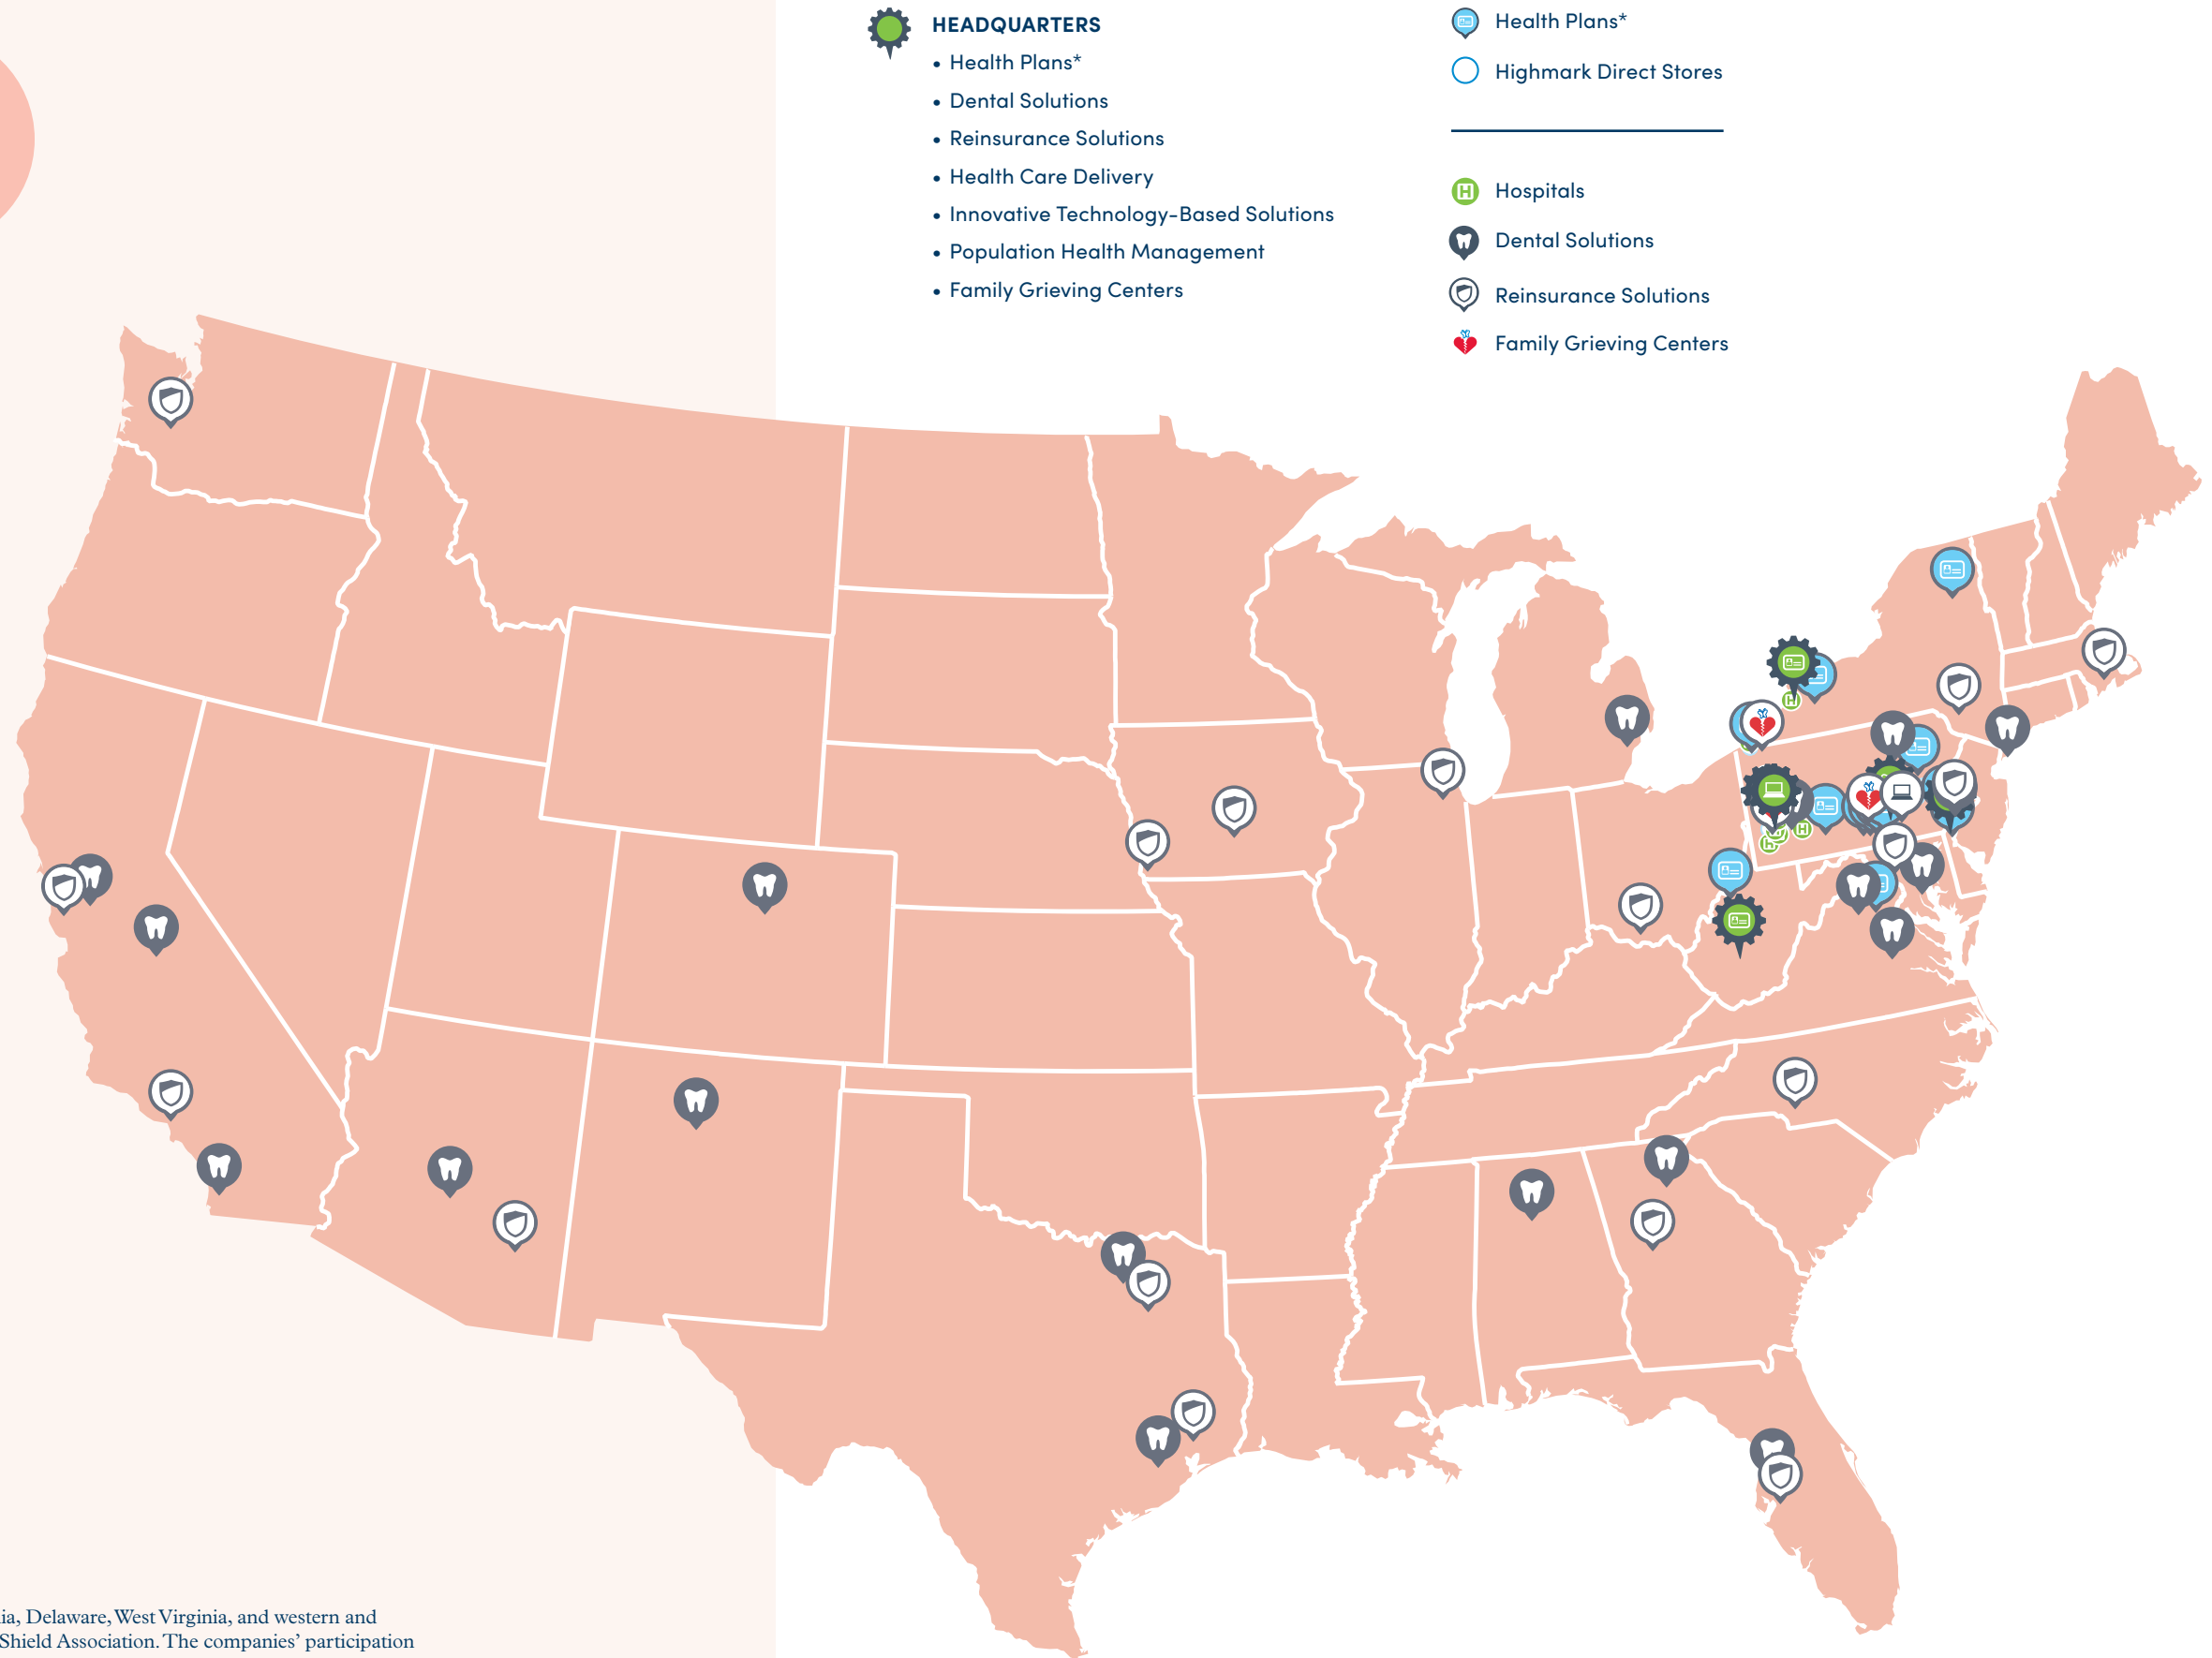 HEADQUARTERS
• Health Plans*
• Dental Solutions
• Reinsurance Solutions
• Health Care Delivery
• Innovative Technology-Based Solutions
• Population Health Management
• Family Grieving Centers
Health Plans*
Highmark Direct Stores
H Hospitals
Dental Solutions
Reinsurance Solutions
Family Grieving Centers
H
H
H
Delaware, West Virginia, and western and
Shield Association. The companies’ participation